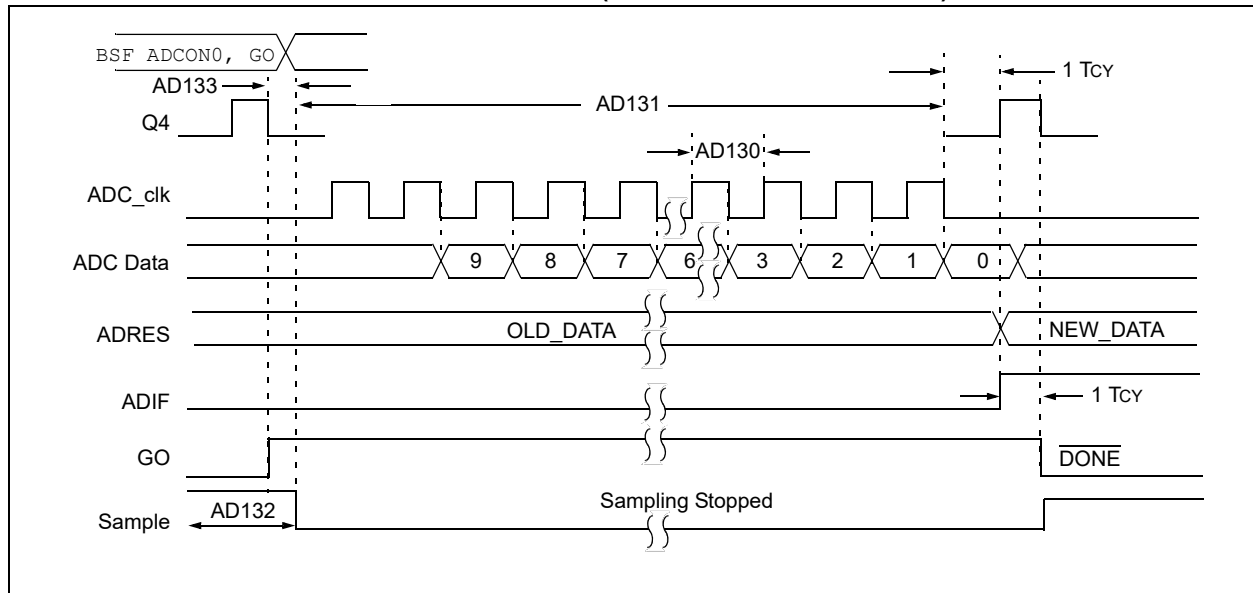 BSF ADCON0, GO
1 TCY
AD133
AD131
Q4
AD130
ADC_clk
ADC Data 9 8 7 6 3 2 1 0
ADRES OLD_DATA NEW_DATA
ADIF 1 TCY
GO DONE
AD132 Sampling Stopped
Sample